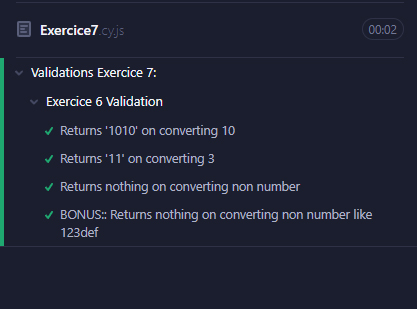 Exercice7.cy.js
00:02
Validations Exercice 7:
Exercice 6 Validation
Returns '1010' on converting 10
Returns '11' on converting 3
Returns nothing on converting non number
BONUS:: Returns nothing on converting non number like
123def